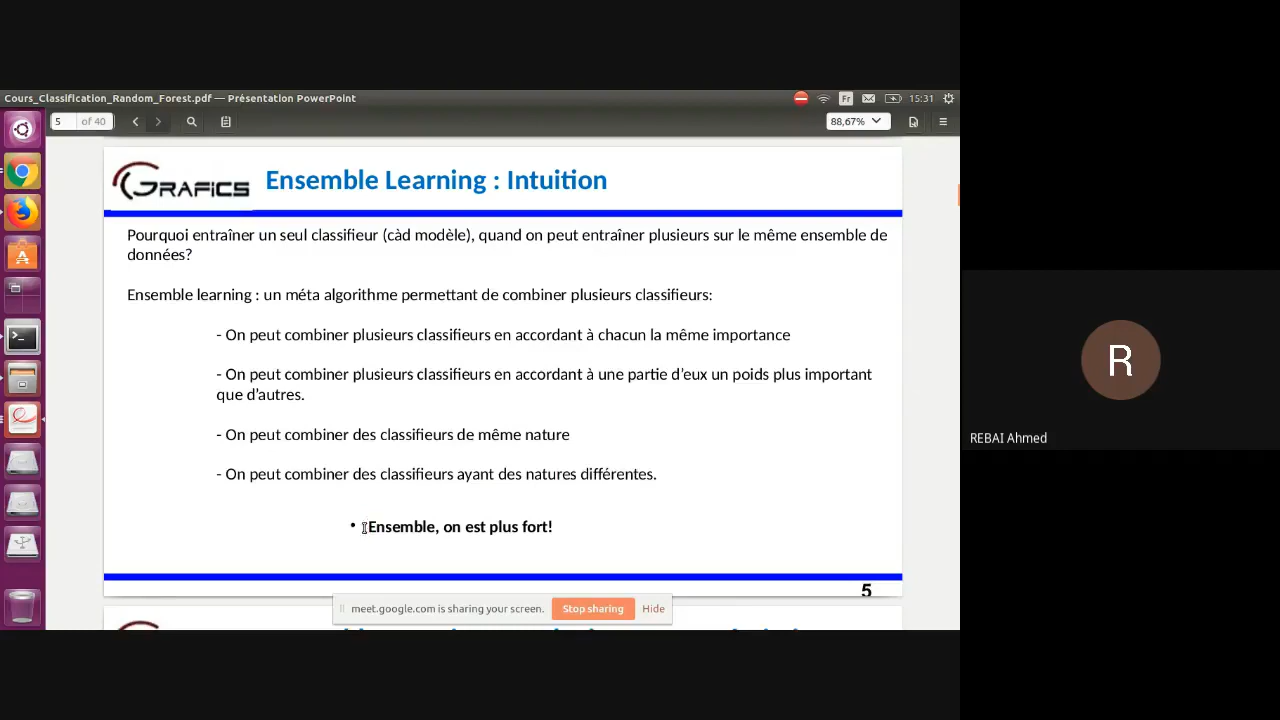 Cours_Classification_Random_Forest.pdf — Présentation PowerPoint
Fr
15:31
5 of 40
88,67%
GRAFICS
Ensemble Learning : Intuition
Pourquoi entraîner un seul classifieur (càd modèle), quand on peut entraîner plusieurs sur le même ensemble de
données?
Ensemble learning : un méta algorithme permettant de combiner plusieurs classifieurs:
- On peut combiner plusieurs classifieurs en accordant à chacun la même importance
- On peut combiner plusieurs classifieurs en accordant à une partie d'eux un poids plus important
que d'autres.
- On peut combiner des classifieurs de même nature
- On peut combiner des classifieurs ayant des natures différentes.
• Ensemble, on est plus fort!
5
meet.google.com is sharing your screen.
Stop sharing
Hide
R
REBAI Ahmed